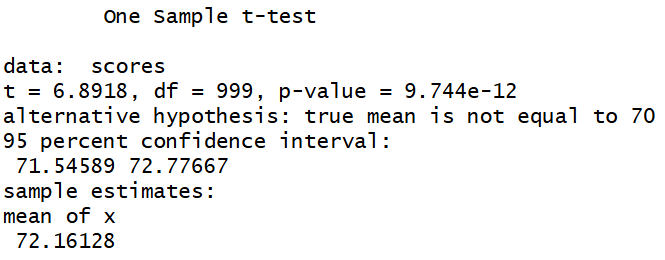 One Sample t-test
data:  scores
t = 6.8918, df = 999, p-value = 9.744e-12
alternative hypothesis: true mean is not equal to 70
95 percent confidence interval:
71.54589 72.77667
sample estimates:
mean of x
72.16128